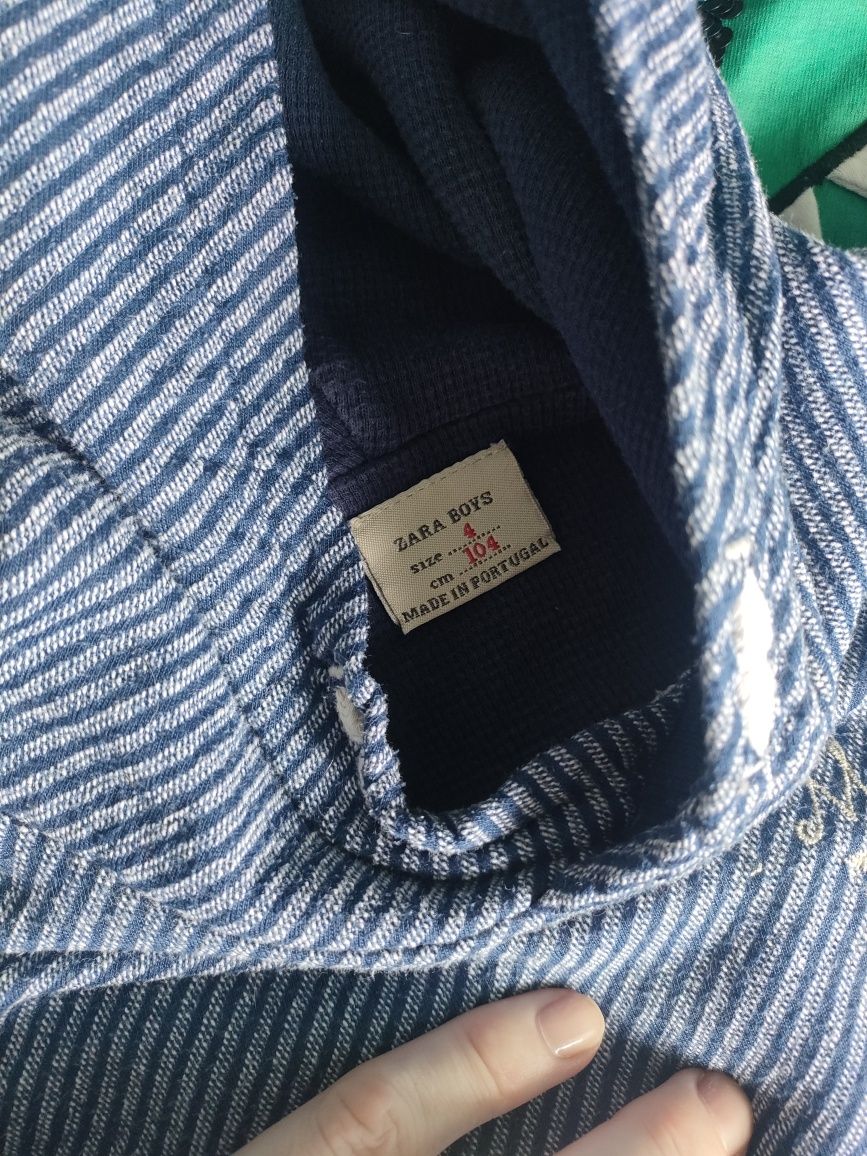 ZARA BOYS
size ........4........
cm ........104........
MADE IN PORTUGAL